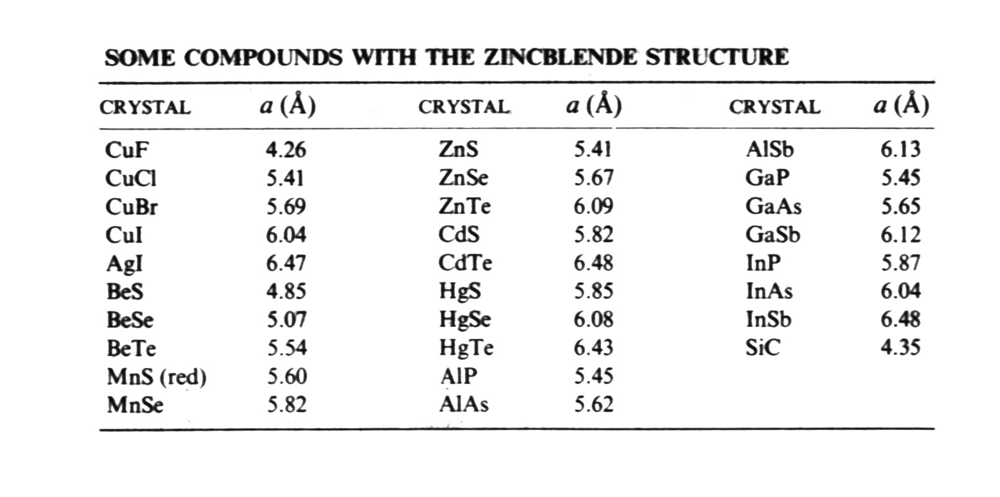 SOME COMPOUNDS WITH THE ZINCBLENDE STRUCTURE
CRYSTAL a (Å) CRYSTAL a (Å) CRYSTAL a (Å)
CuF 4.26 ZnS 5.41 AlSb 6.13
CuCl 5.41 ZnSe 5.67 GaP 5.45
CuBr 5.69 ZnTe 6.09 GaAs 5.65
CuI 6.04 CdS 5.82 GaSb 6.12
AgI 6.47 CdTe 6.48 InP 5.87
BeS 4.85 HgS 5.85 InAs 6.04
BeSe 5.07 HgSe 6.08 InSb 6.48
BeTe 5.54 HgTe 6.43 SiC 4.35
MnS (red) 5.60 AlP 5.45
MnSe 5.82 AlAs 5.62